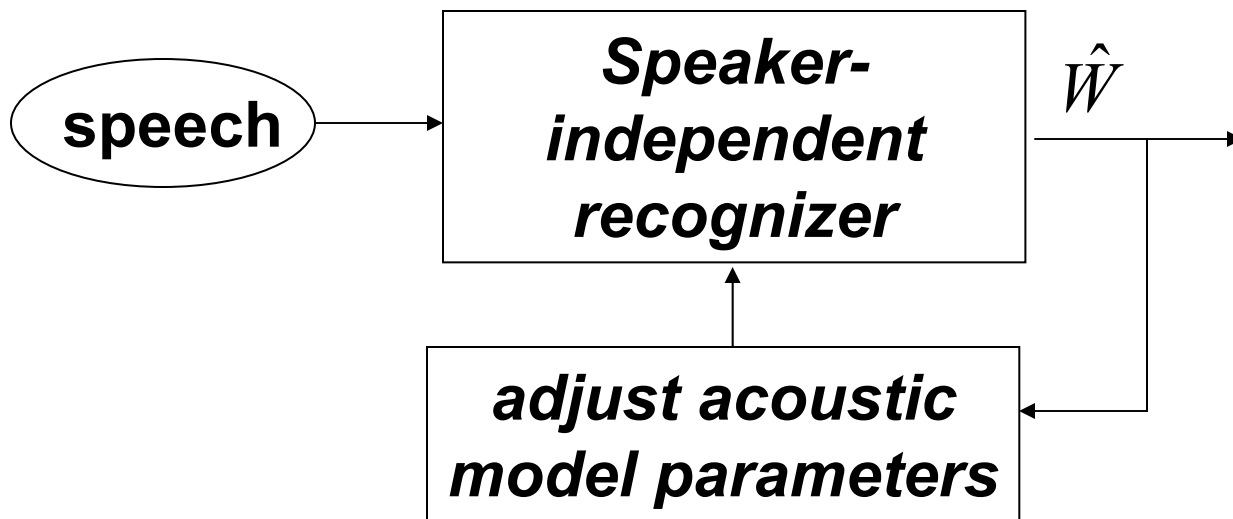 speech
Speaker-
independent
recognizer
Ŵ
adjust acoustic
model parameters